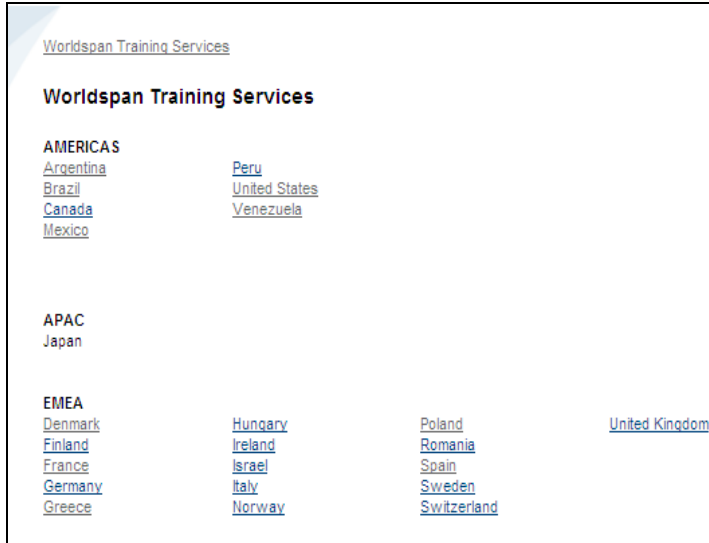 Worldspan Training Services
Worldspan Training Services
AMERICAS
Argentina Peru
Brazil United States
Canada Venezuela
Mexico
APAC
Japan
EMEA
Denmark Hungary Poland United Kingdom
Finland Ireland Romania
France Israel Spain
Germany Italy Sweden
Greece Norway Switzerland